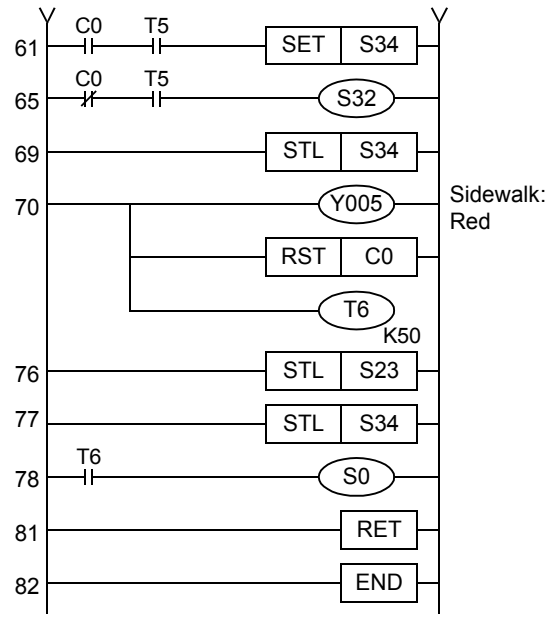 C0 T5
61 SET S34
C0 T5
65 S32
69 STL S34
70 Y005 Sidewalk:
Red
RST C0
T6
K50
76 STL S23
77 STL S34
T6
78 S0
81 RET
82 END